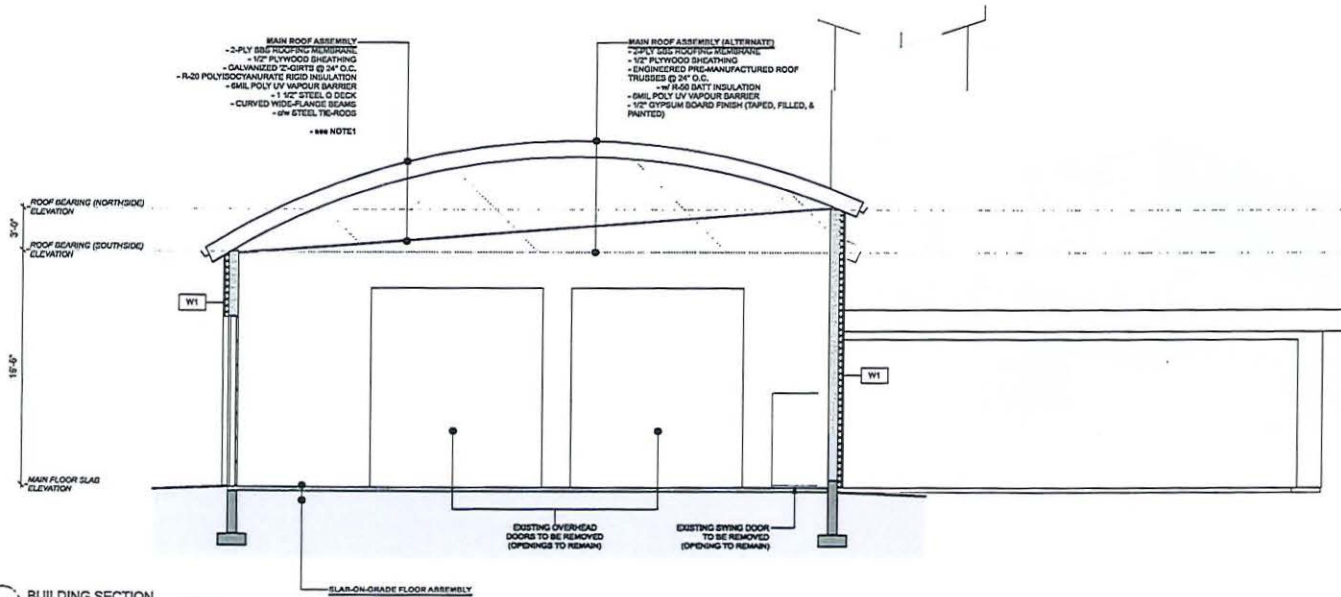 MAIN ROOF ASSEMBLY
- 2-PLY SBS ROOFING MEMBRANE
- 1/2" PLYWOOD SHEATHING
- GALVANIZED 'Z'-GIRTS @ 24" O.C.
- R-20 POLYISOCYANURATE RIGID INSULATION
- 6MIL POLY UV VAPOUR BARRIER
- 1 1/2" STEEL Q DECK
- CURVED WIDE-FLANGE BEAMS
- c/w STEEL TIE-RODS
- see NOTE1
MAIN ROOF ASSEMBLY (ALTERNATE)
- 2-PLY SBS ROOFING MEMBRANE
- 1/2" PLYWOOD SHEATHING
- ENGINEERED PRE-MANUFACTURED ROOF
TRUSSES @ 24" O.C.
- w/ R-50 BATT INSULATION
- 6MIL POLY UV VAPOUR BARRIER
- 1/2" GYPSUM BOARD FINISH (TAPED, FILLED, &
PAINTED)
ROOF BEARING (NORTHSIDE)
ELEVATION
3'-0"
ROOF BEARING (SOUTHSIDE)
ELEVATION
W1
16'-6"
W1
MAIN FLOOR SLAB
ELEVATION
EXISTING OVERHEAD
DOORS TO BE REMOVED
(OPENINGS TO REMAIN)
EXISTING SWING DOOR
TO BE REMOVED
(OPENING TO REMAIN)
SLAB-ON-GRADE FLOOR ASSEMBLY
BUILDING SECTION